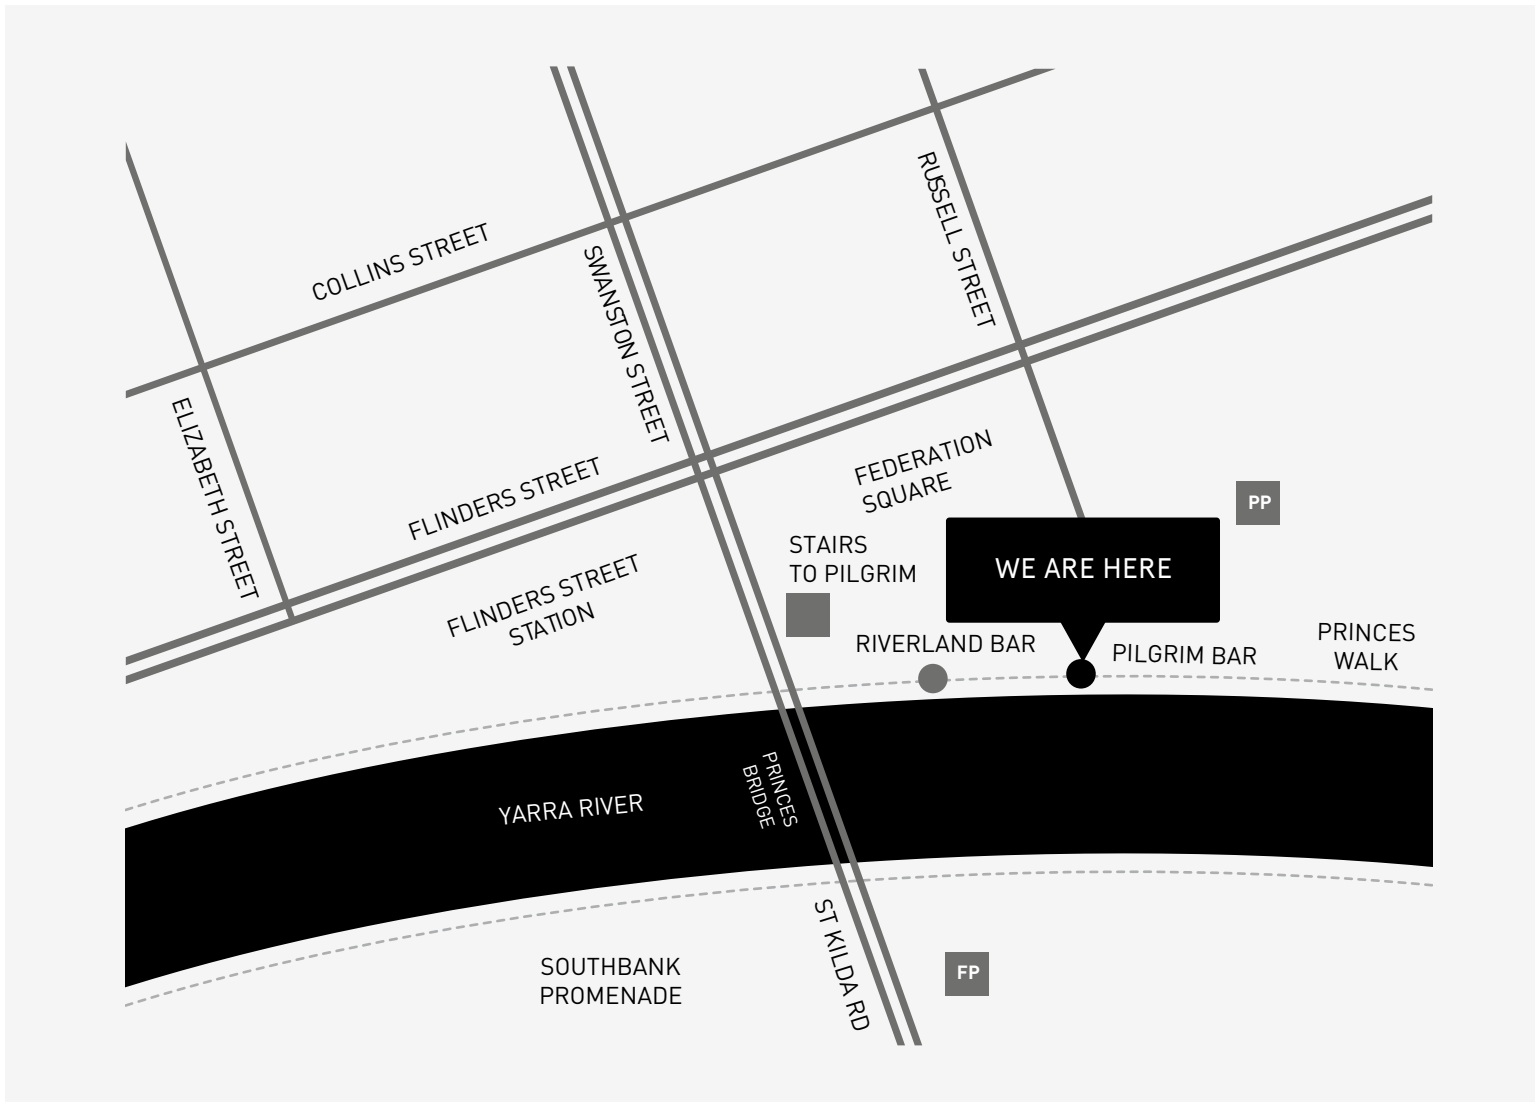 RUSSELL STREET
COLLINS STREET
SWANSTON STREET
ELIZABETH STREET
FLINDERS STREET
FEDERATION
SQUARE
PP
STAIRS
TO PILGRIM
WE ARE HERE
FLINDERS STREET
STATION
RIVERLAND BAR
PILGRIM BAR
PRINCES
WALK
YARRA RIVER
PRINCES
BRIDGE
ST KILDA RD
SOUTHBANK
PROMENADE
FP